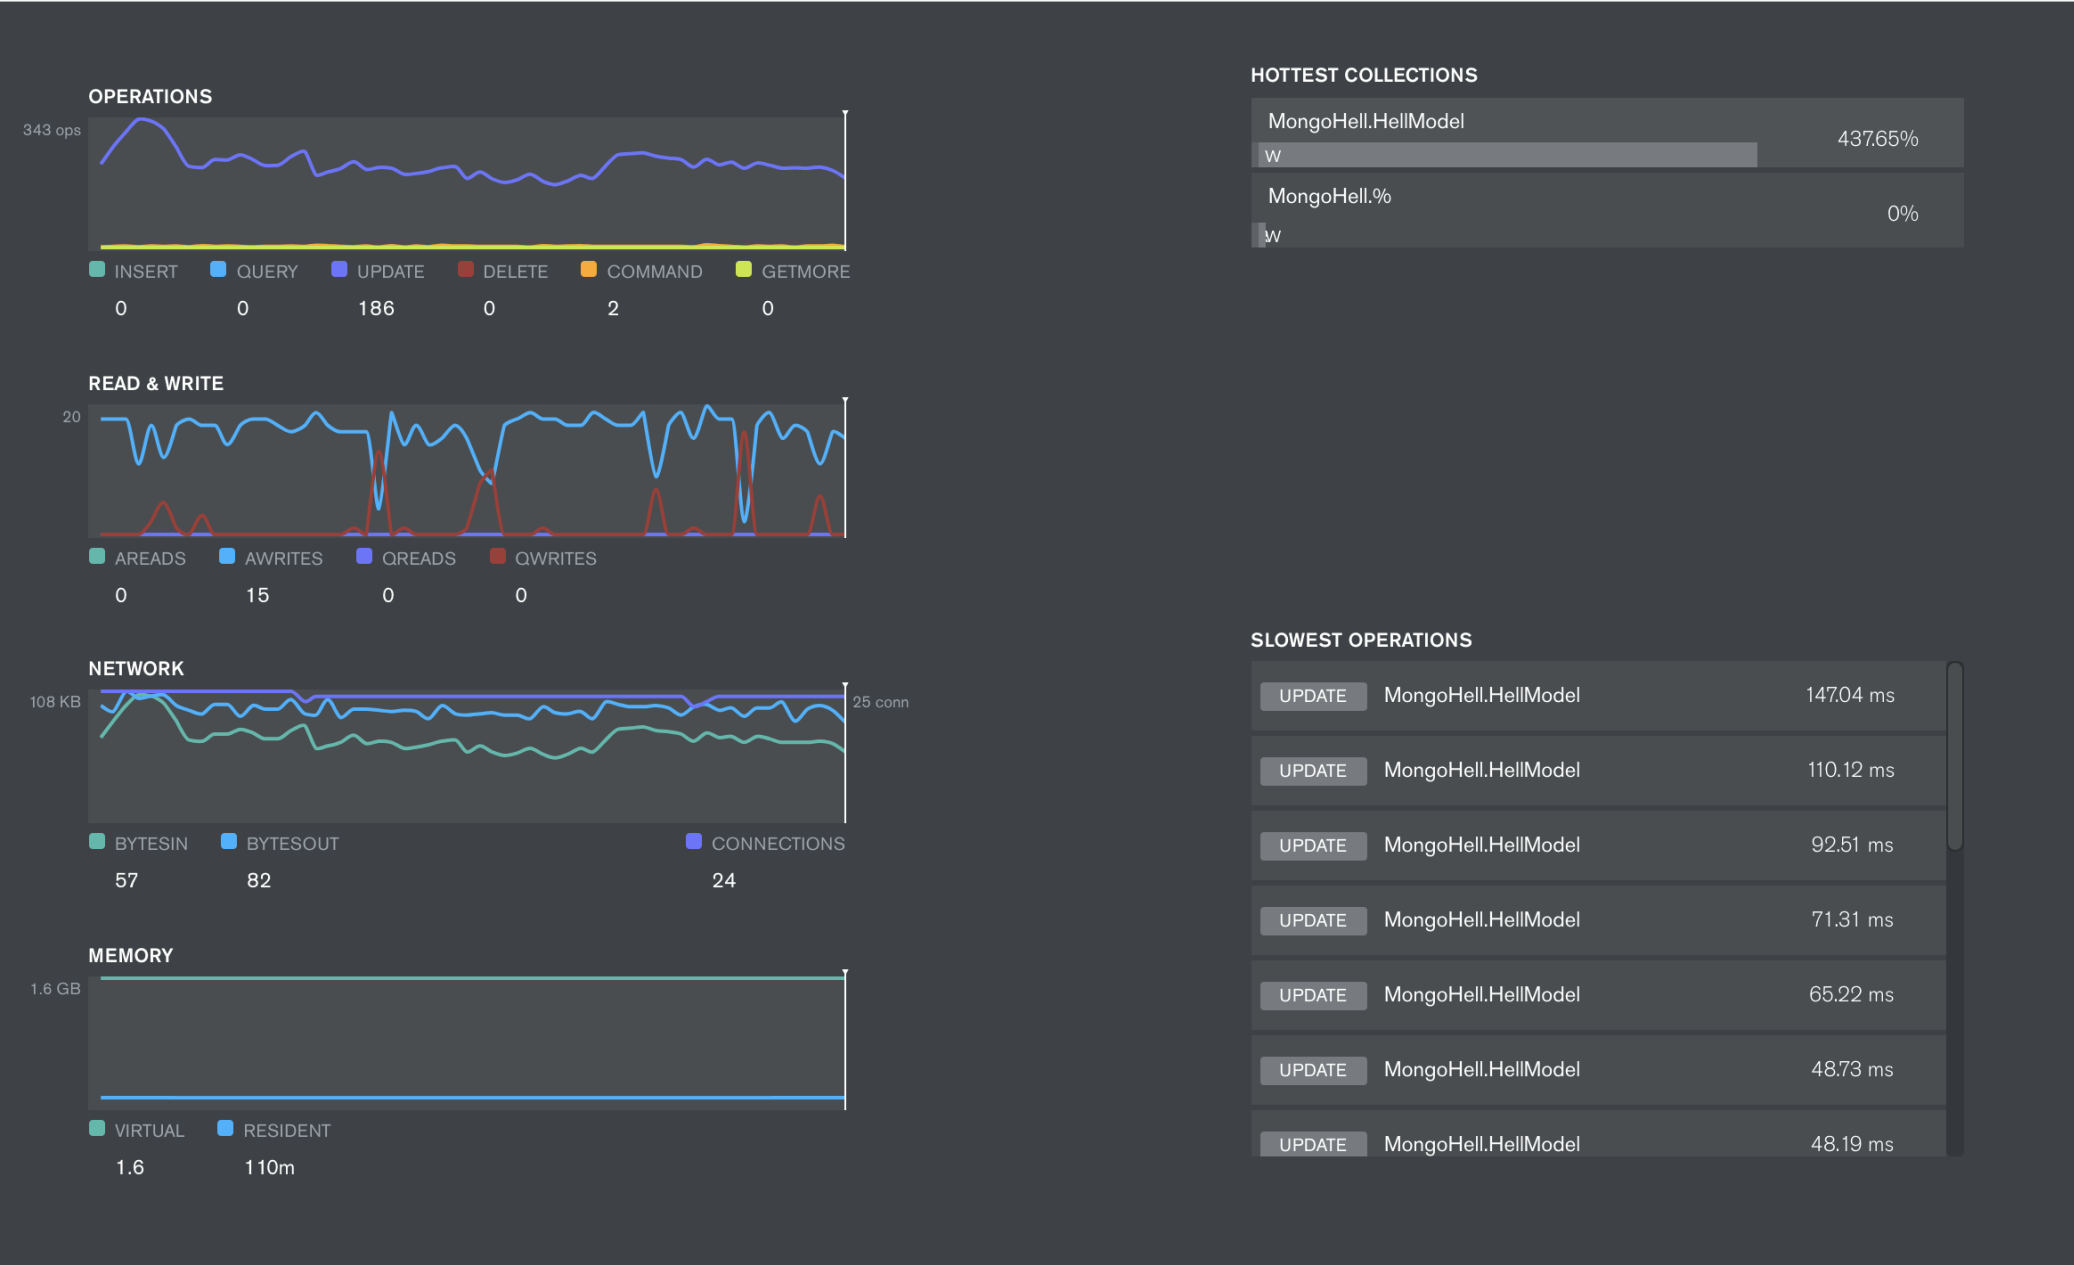 OPERATIONS
343 ops
INSERT QUERY UPDATE DELETE COMMAND GETMORE
0 0 186 0 2 0
READ & WRITE
20
AREADS AWRITES QREADS QWRITES
0 15 0 0
NETWORK
108 KB 25 conn
BYTESIN BYTESOUT CONNECTIONS
57 82 24
MEMORY
1.6 GB
VIRTUAL RESIDENT
1.6 110m
HOTTEST COLLECTIONS
MongoHell.HellModel
437.65%
W
MongoHell.%
0%
W
SLOWEST OPERATIONS
UPDATE MongoHell.HellModel 147.04 ms
UPDATE MongoHell.HellModel 110.12 ms
UPDATE MongoHell.HellModel 92.51 ms
UPDATE MongoHell.HellModel 71.31 ms
UPDATE MongoHell.HellModel 65.22 ms
UPDATE MongoHell.HellModel 48.73 ms
UPDATE MongoHell.HellModel 48.19 ms